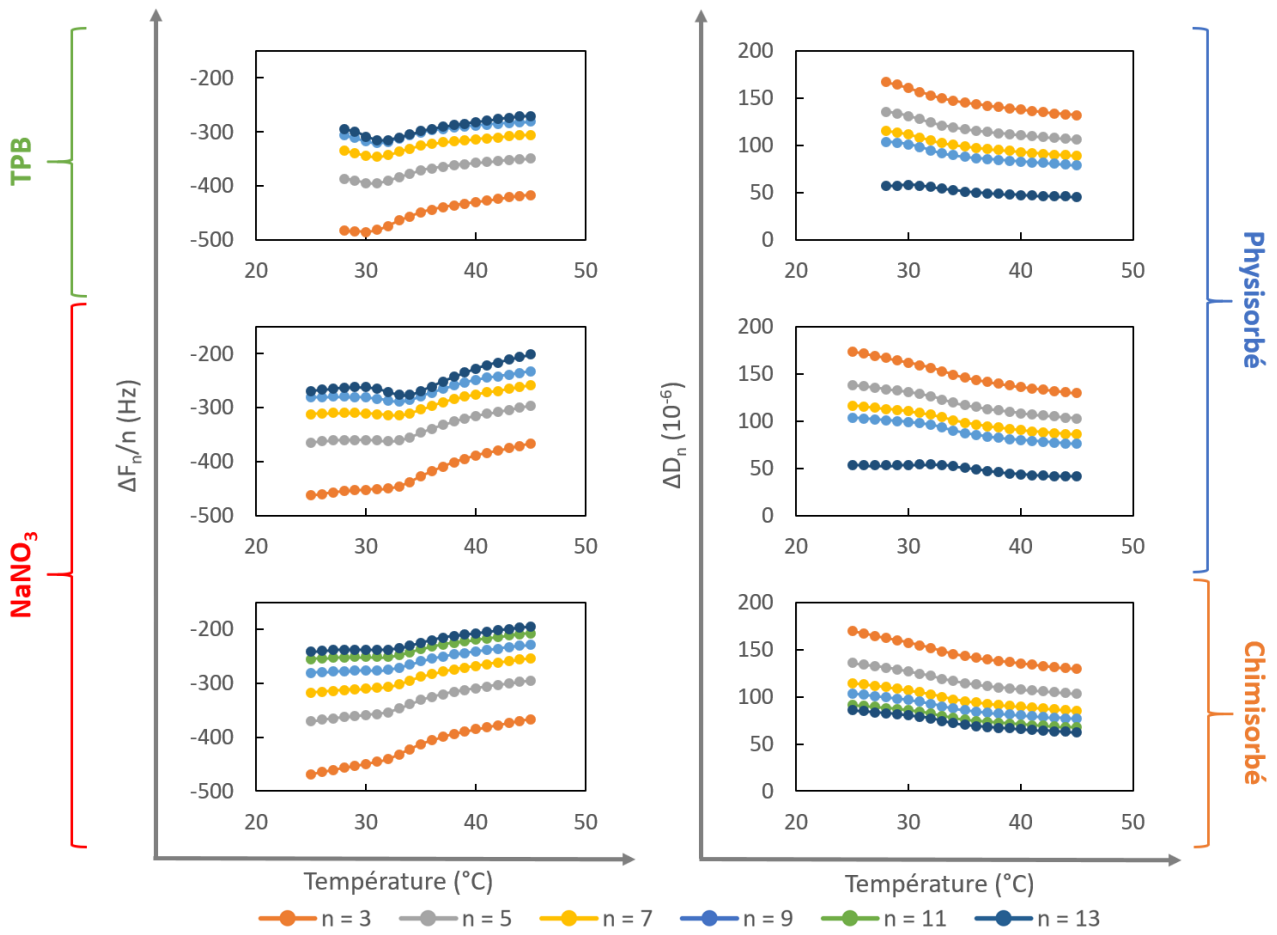 TPB
NaNO3
ΔFn/n (Hz)
-200
-300
-400
-500
20 30 40 50
-200
-300
-400
-500
20 30 40 50
-200
-300
-400
-500
20 30 40 50
Température (°C)
ΔDn (10-6)
200
150
100
50
0
20 30 40 50
200
150
100
50
0
20 30 40 50
200
150
100
50
0
20 30 40 50
Température (°C)
Physisorbé
Chimisorbé
n = 3 n = 5 n = 7 n = 9 n = 11 n = 13